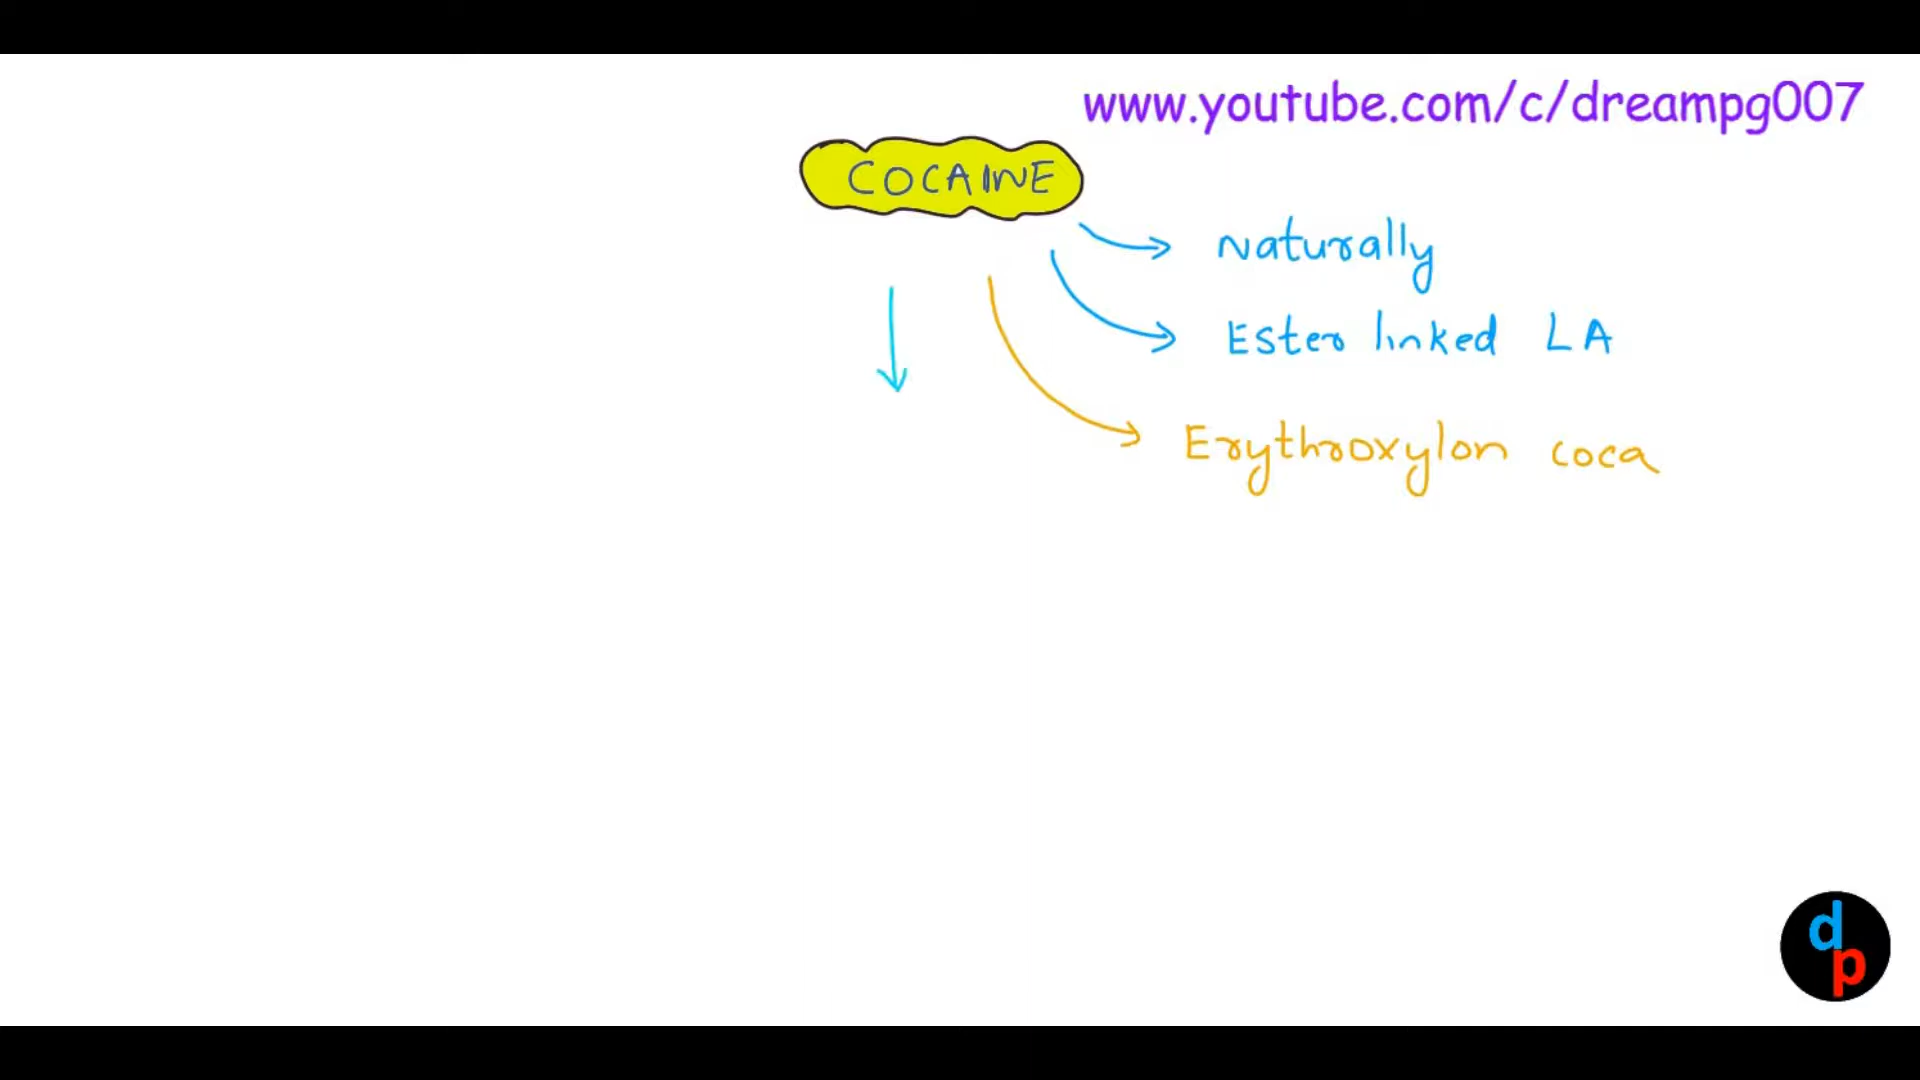 www.youtube.com/c/dreampg007
COCAINE
Naturally
Ester linked LA
Erythroxylon coca
dp